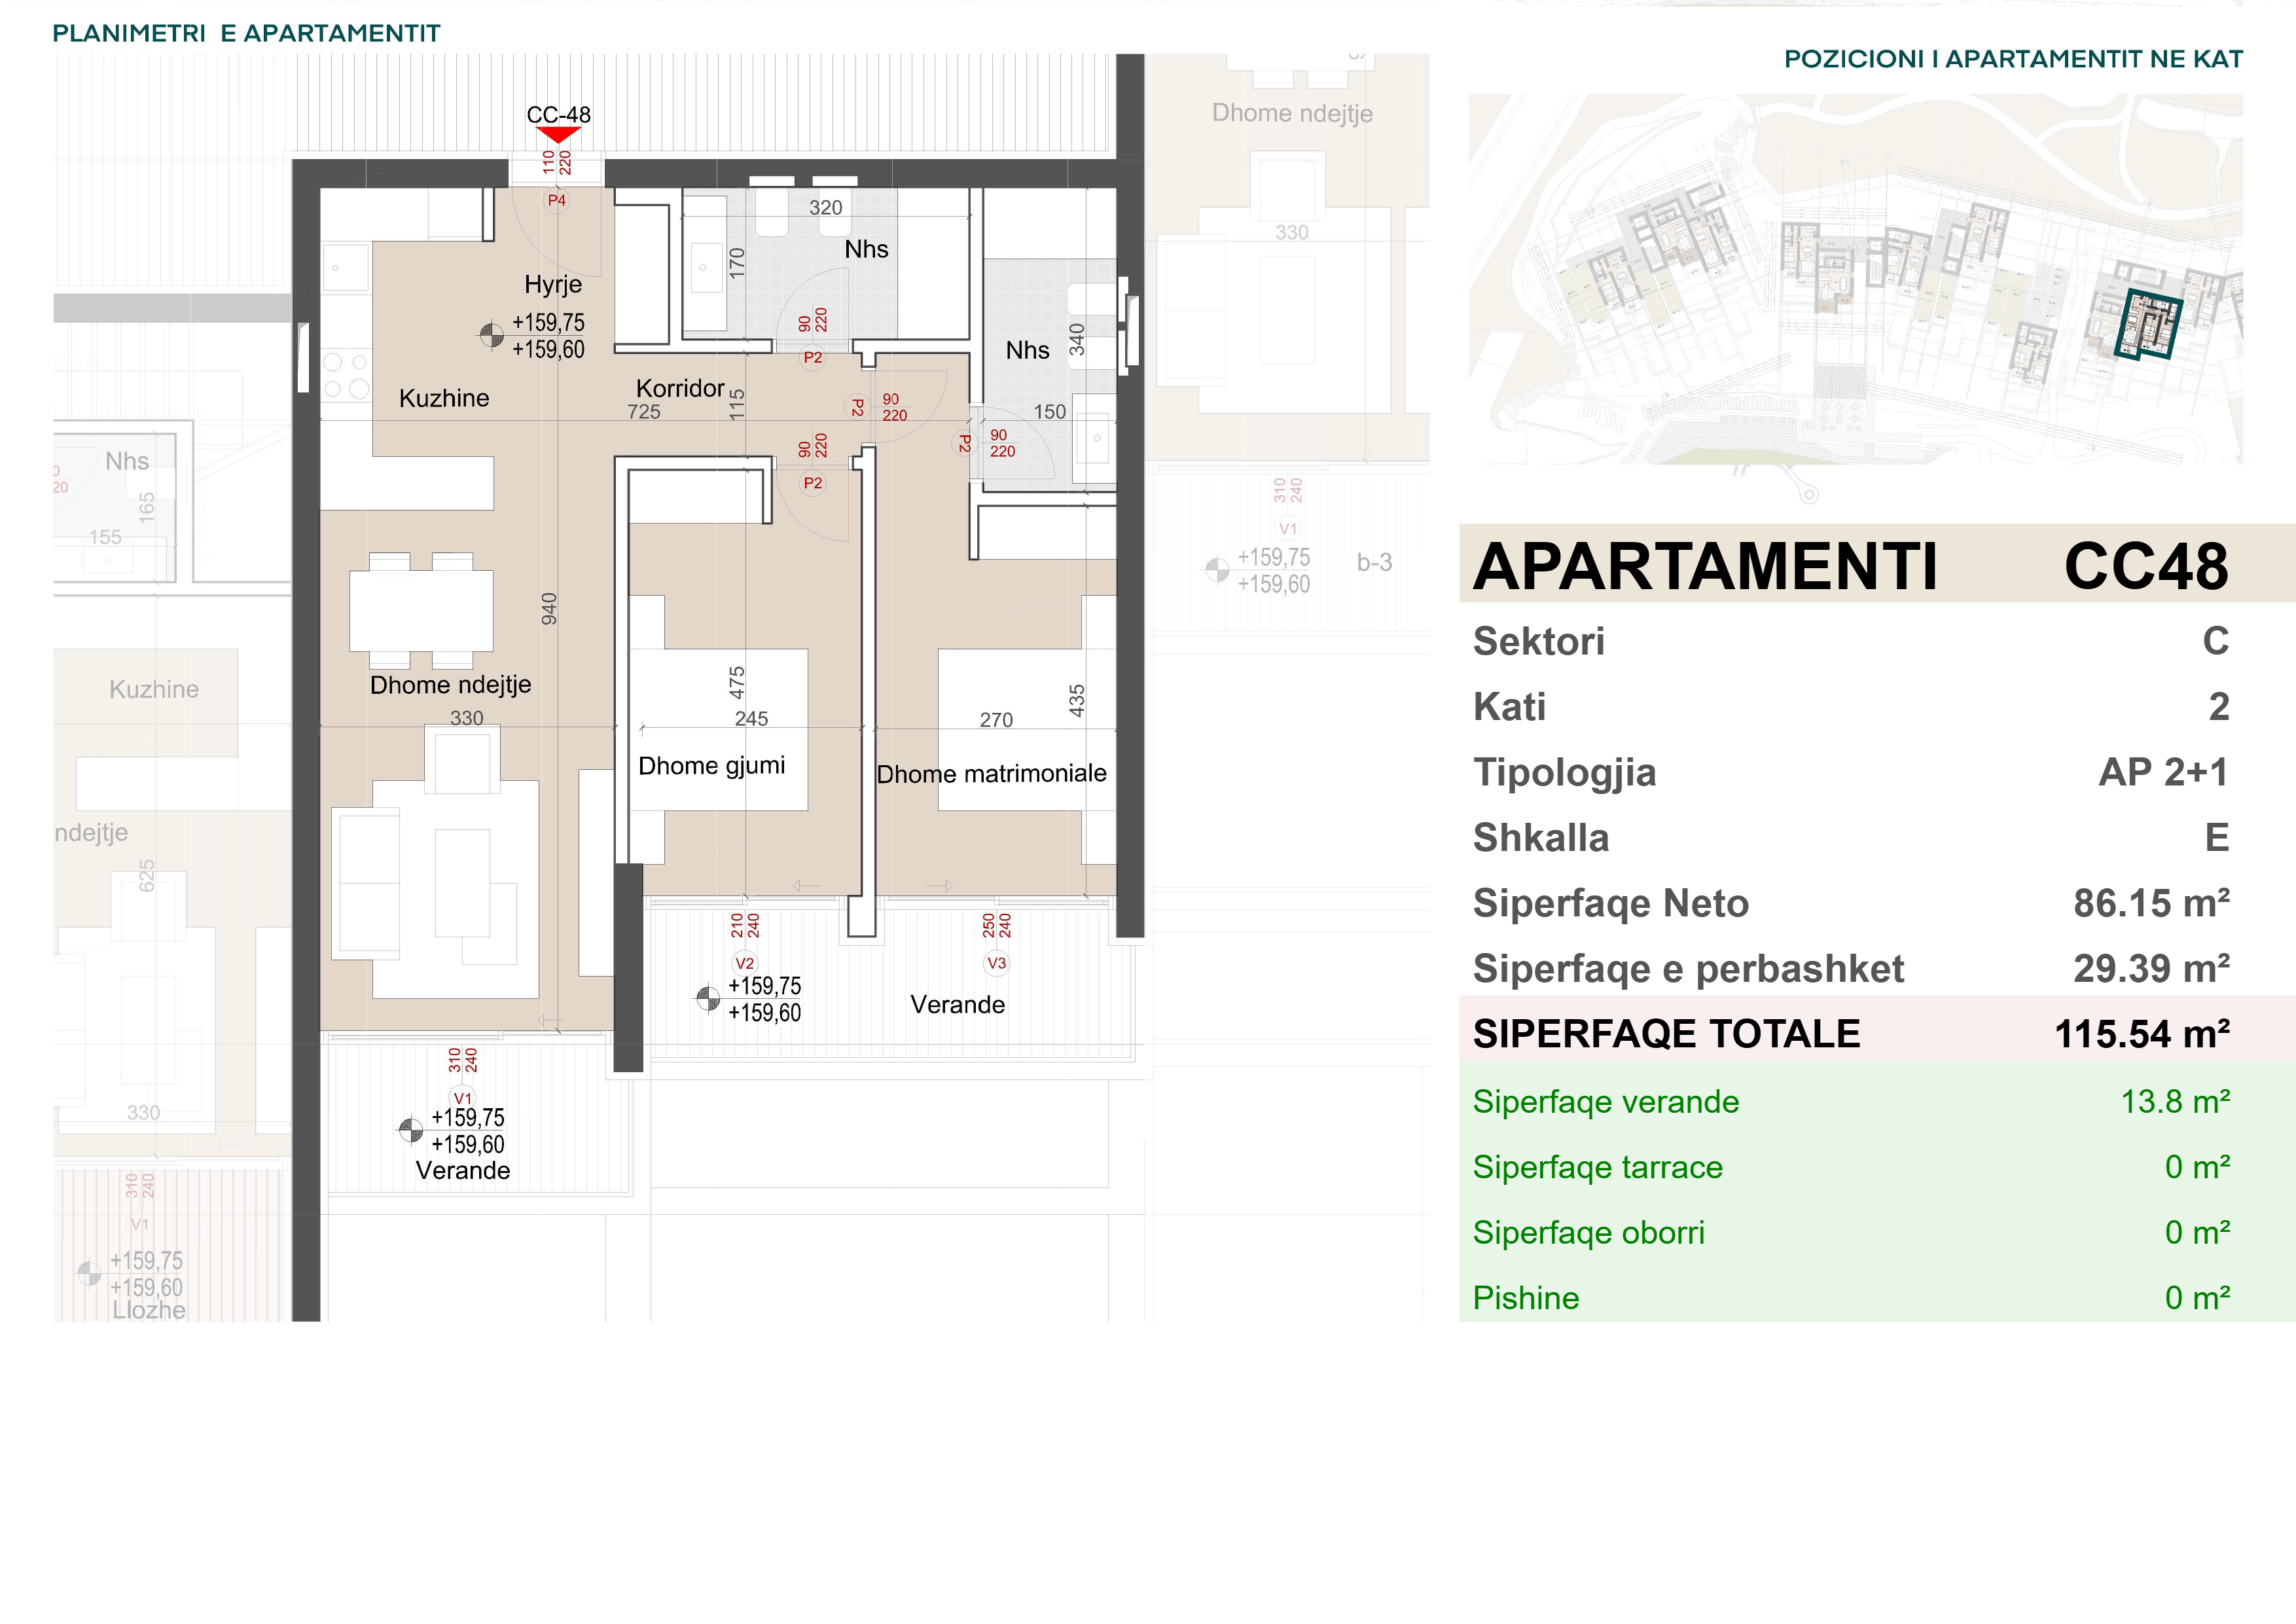 PLANIMETRI E APARTAMENTIT
POZICIONI I APARTAMENTIT NE KAT
CC-48
110
220
P4
Dhome ndejtje
330
320
170
Nhs
Hyrje
+159,75
+159,60
90
220
P2
Nhs
340
Kuzhine
Korridor
725
115
P2
90
220
150
90
220
P2
P2
90
220
Nhs
165
155
20
310
240
V1
+159,75
+159,60
b-3
940
Kuzhine
Dhome ndejtje
330
475
245
435
270
Dhome gjumi
Dhome matrimoniale
ndejtje
625
330
210
240
V2
250
240
V3
+159,75
+159,60
Verande
310
240
V1
+159,75
+159,60
Verande
310
240
V1
+159,75
+159,60
Llozhe
APARTAMENTI CC48
Sektori C
Kati 2
Tipologjia AP 2+1
Shkalla E
Siperfaqe Neto 86.15 m²
Siperfaqe e perbashket 29.39 m²
SIPERFAQE TOTALE 115.54 m²
Siperfaqe verande 13.8 m²
Siperfaqe tarrace 0 m²
Siperfaqe oborri 0 m²
Pishine 0 m²